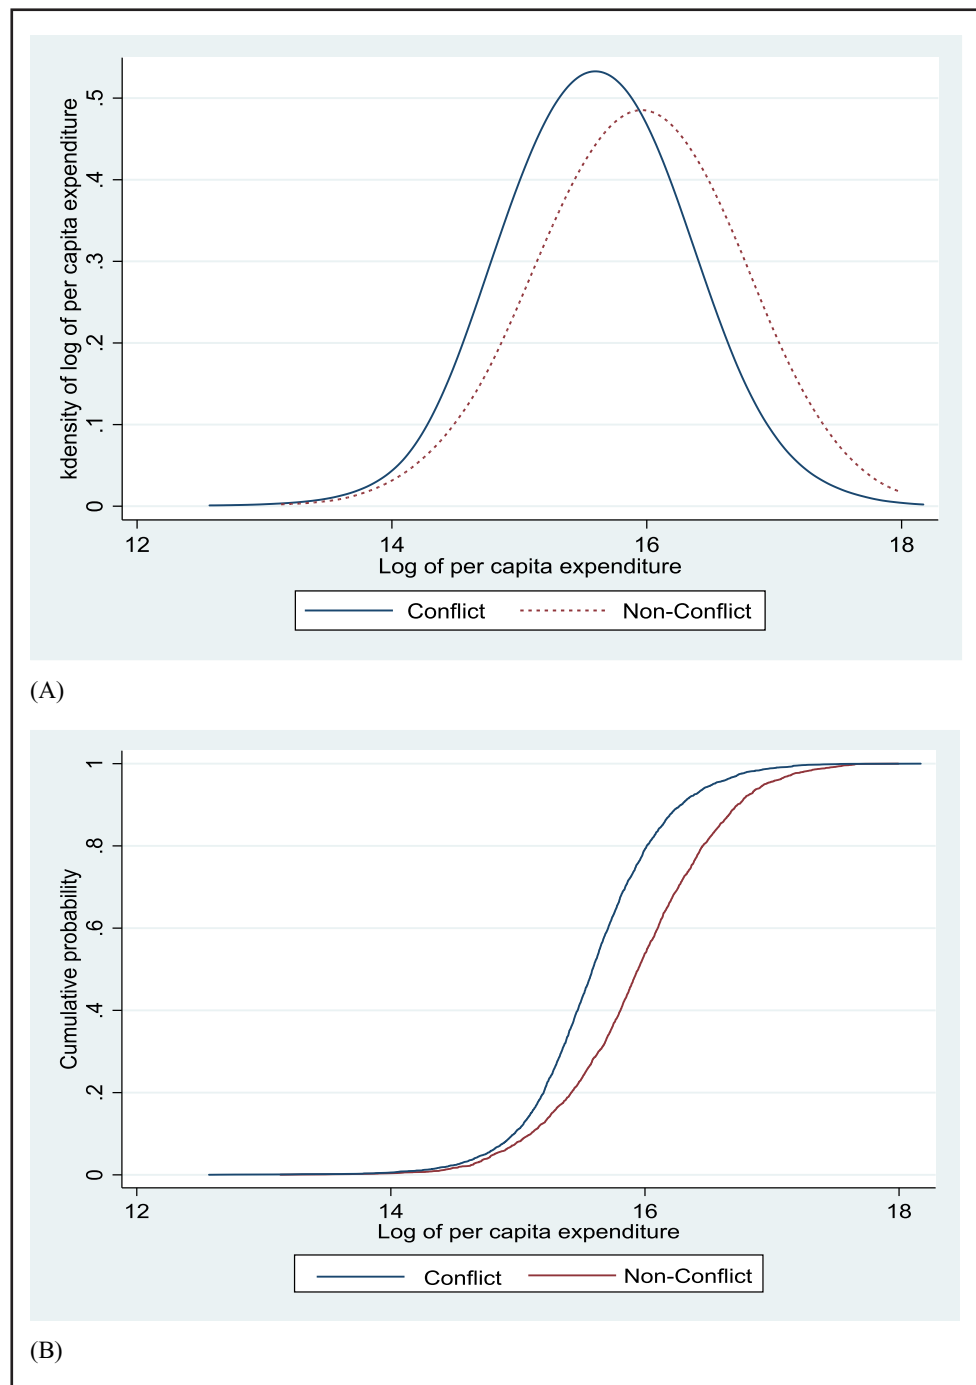 kdensity of log of per capita expenditure
.5
.4
.3
.2
.1
0
12 14 16 18
Log of per capita expenditure
Conflict Non-Conflict
(A)
Cumulative probability
1
.8
.6
.4
.2
0
12 14 16 18
Log of per capita expenditure
Conflict Non-Conflict
(B)